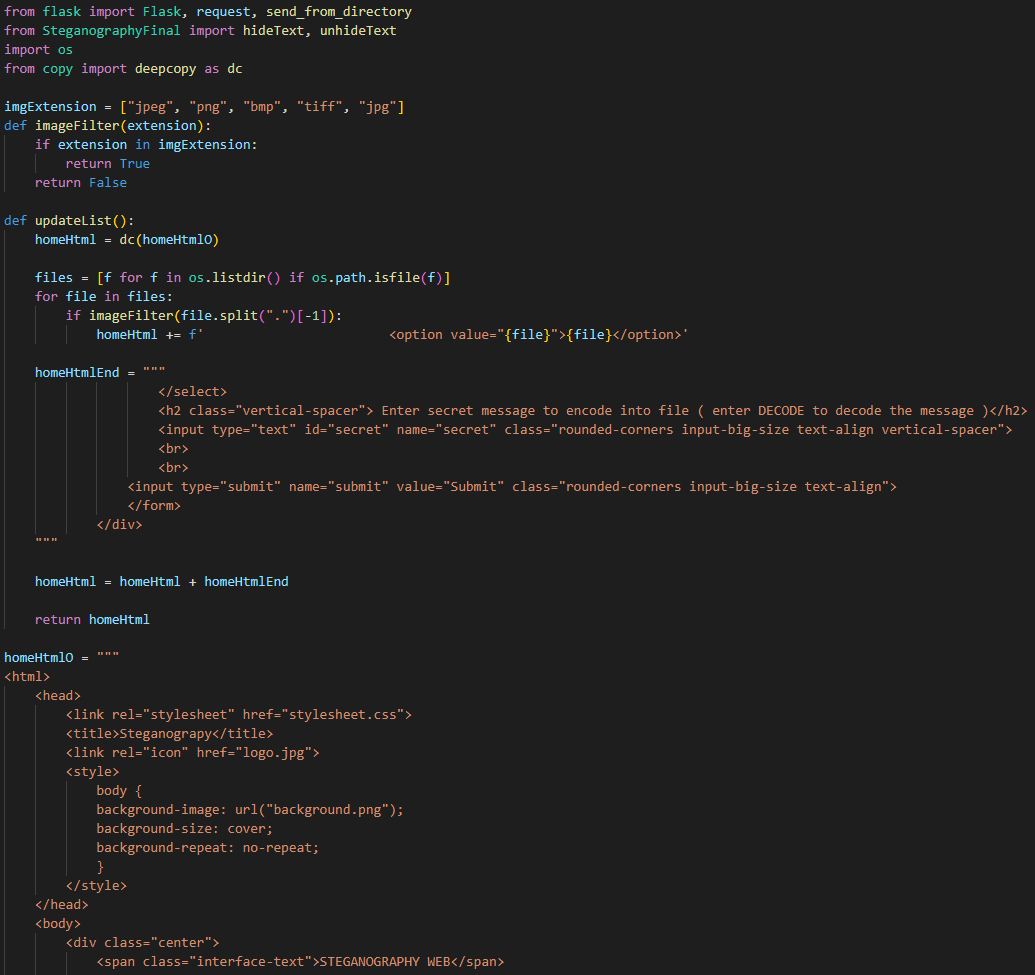 from flask import Flask, request, send_from_directory
from SteganographyFinal import hideText, unhideText
import os
from copy import deepcopy as dc

imgExtension = ["jpeg", "png", "bmp", "tiff", "jpg"]
def imageFilter(extension):
    if extension in imgExtension:
        return True
    return False

def updateList():
    homeHtml = dc(homeHtmlO)

    files = [f for f in os.listdir() if os.path.isfile(f)]
    for file in files:
        if imageFilter(file.split(".")[-1]):
            homeHtml += f'                        <option value="{file}">{file}</option>'

    homeHtmlEnd = """
                    </select>
                    <h2 class="vertical-spacer"> Enter secret message to encode into file ( enter DECODE to decode the message )</h2>
                    <input type="text" id="secret" name="secret" class="rounded-corners input-big-size text-align vertical-spacer">
                    <br>
                    <br>
                <input type="submit" name="submit" value="Submit" class="rounded-corners input-big-size text-align">
                </form>
            </div>
    """

    homeHtml = homeHtml + homeHtmlEnd

    return homeHtml

homeHtmlO = """
<html>
    <head>
        <link rel="stylesheet" href="stylesheet.css">
        <title>Steganograpy</title>
        <link rel="icon" href="logo.jpg">
        <style>
            body {
            background-image: url("background.png");
            background-size: cover;
            background-repeat: no-repeat;
            }
        </style>
    </head>
    <body>
        <div class="center">
            <span class="interface-text">STEGANOGRAPHY WEB</span>